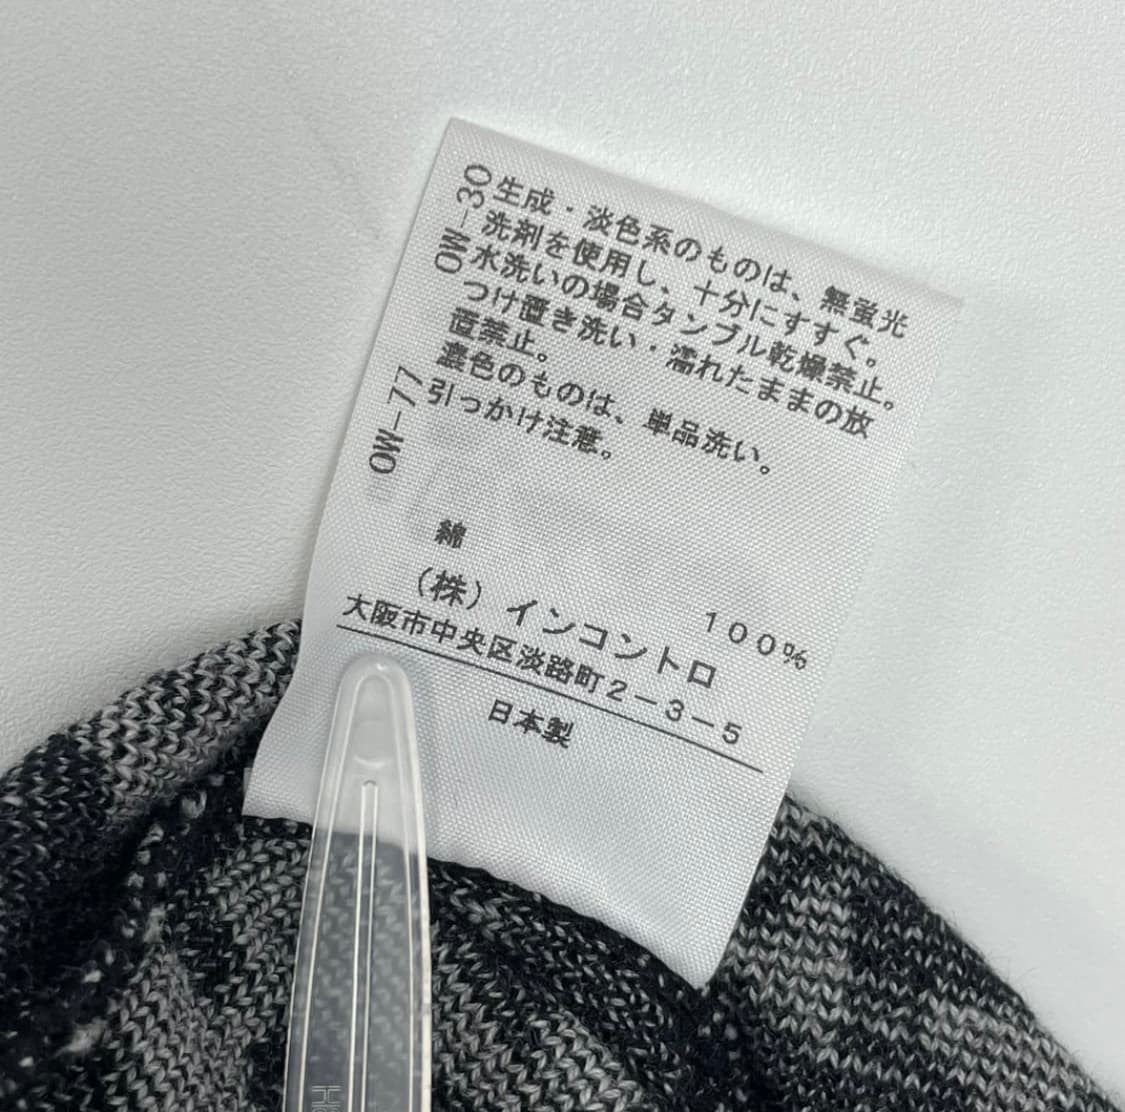 生成・淡色系のものは、無蛍光
洗剤を使用し、十分にすすぐ。
水洗いの場合タンブル乾燥禁止。
つけ置き洗い・濡れたままの放
置禁止。
濃色のものは、単品洗い。
引っかけ注意。
OW-30
OW-77
綿 100%
(株)インコントロ
大阪市中央区淡路町2-3-5
日本製